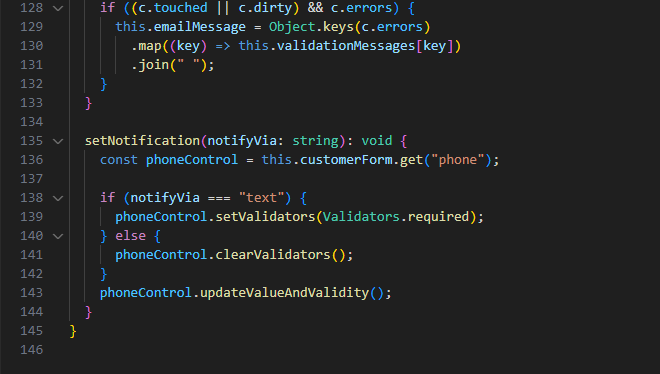 128 if ((c.touched || c.dirty) && c.errors) {
129 this.emailMessage = Object.keys(c.errors)
130 .map((key) => this.validationMessages[key])
131 .join(" ");
132 }
133 }
134
135 setNotification(notifyVia: string): void {
136 const phoneControl = this.customerForm.get("phone");
137
138 if (notifyVia === "text") {
139 phoneControl.setValidators(Validators.required);
140 } else {
141 phoneControl.clearValidators();
142 }
143 phoneControl.updateValueAndValidity();
144 }
145 }
146